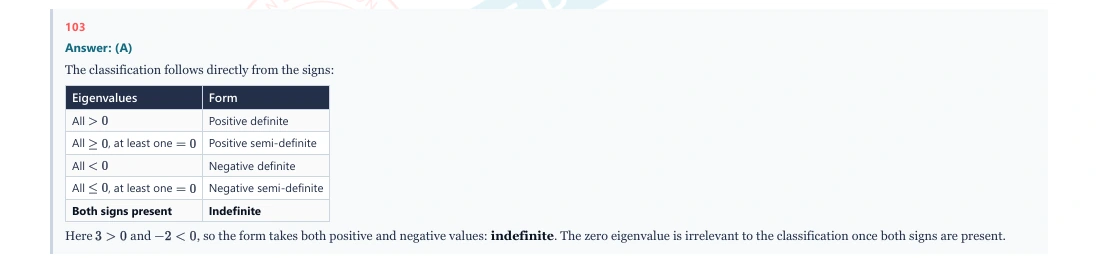 103
Answer: (A)
The classification follows directly from the signs:
Eigenvalues Form
All > 0 Positive definite
All ≥ 0, at least one = 0 Positive semi-definite
All < 0 Negative definite
All ≤ 0, at least one = 0 Negative semi-definite
Both signs present Indefinite
Here 3 > 0 and −2 < 0, so the form takes both positive and negative values: indefinite. The zero eigenvalue is irrelevant to the classification once both signs are present.